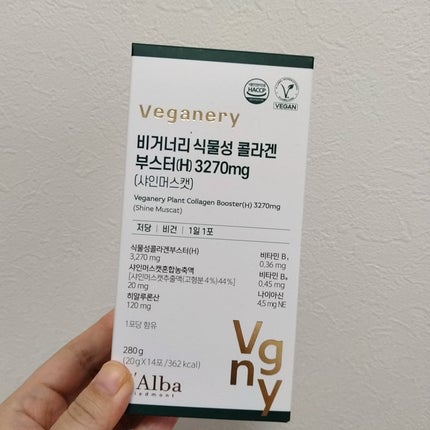 HACCP
VEGAN
Veganery
비거너리 식물성 콜라겐
부스터(H) 3270mg
(샤인머스캣)
Veganery Plant Collagen Booster(H) 3270mg
(Shine Muscat)
저당 | 비건 | 1일 1포
식물성콜라겐부스터(H)
3,270 mg
샤인머스캣혼합농축액
[샤인머스캣추출액(고형분 4%)44%]
20 mg
히알루론산
120 mg
비타민 B₁
0.36 mg
비타민 B₆
0.45 mg
나이아신
4.5 mg NE
1포당 함유
280 g
(20 g X 14포 / 362 kcal)
Vg
ny
d'Alba
Piedmont